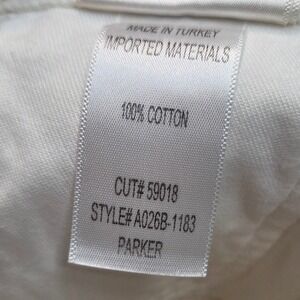 MADE IN TURKEY
IMPORTED MATERIALS
100% COTTON
CUT# 59018
STYLE# A026B-1183
PARKER